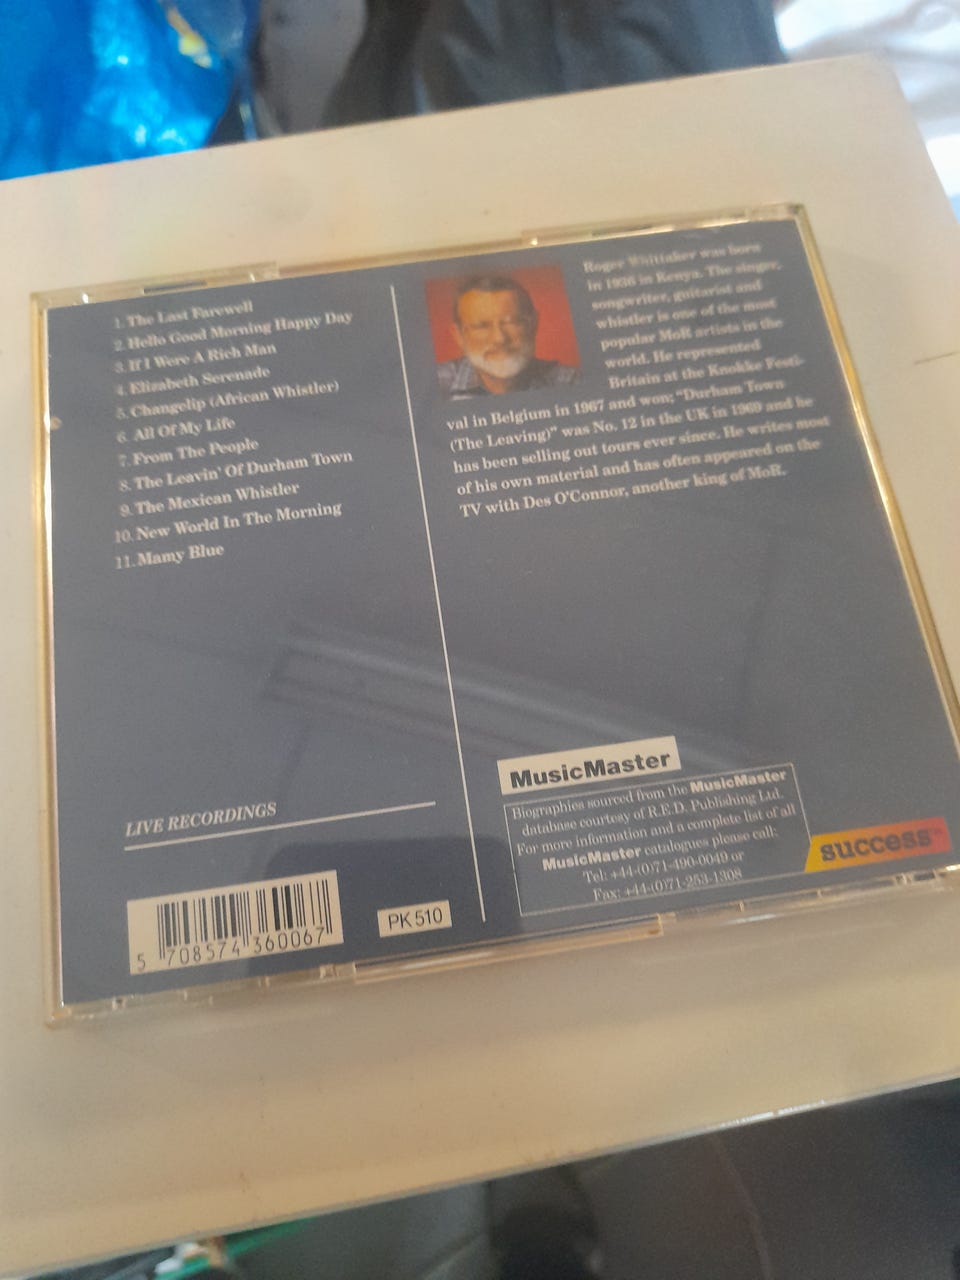 1. The Last Farewell
2. Hello Good Morning Happy Day
3. If I Were A Rich Man
4. Elizabeth Serenade
5. Changelip (African Whistler)
6. All Of My Life
7. From The People
8. The Leavin' Of Durham Town
9. The Mexican Whistler
10. New World In The Morning
11. Mamy Blue
LIVE RECORDINGS
5 708574 360067
PK 510
Roger Whittaker was born
in 1936 in Kenya. The singer,
songwriter, guitarist and
whistler is one of the most
popular MoR artists in the
world. He represented
Britain at the Knokke Festi-
val in Belgium in 1967 and won; "Durham Town
(The Leaving)" was No. 12 in the UK in 1969 and he
has been selling out tours ever since. He writes most
of his own material and has often appeared on the
TV with Des O'Connor, another king of MoR.
MusicMaster
Biographies sourced from the MusicMaster
database courtesy of R.E.D. Publishing Ltd.
For more information and a complete list of all
MusicMaster catalogues please call:
Tel: +44-(0)71-490-0049 or
Fax: +44-(0)71-253-1308
success